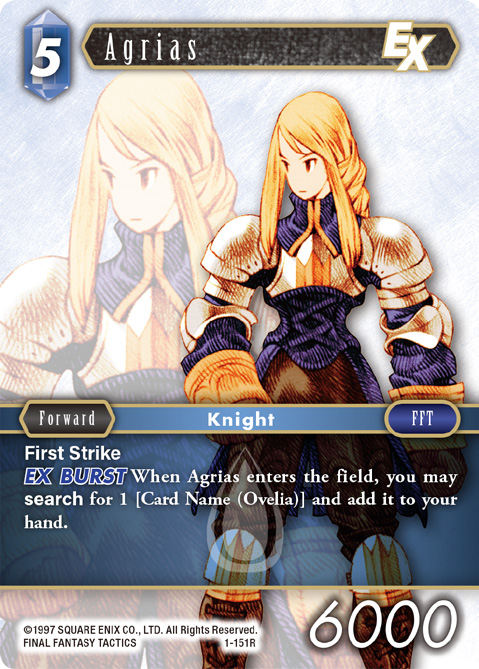 5
Agrias
EX
Forward
Knight
FFT
First Strike
EX BURST When Agrias enters the field, you may
search for 1 [Card Name (Ovelia)] and add it to your
hand.
©1997 SQUARE ENIX CO., LTD. All Rights Reserved.
FINAL FANTASY TACTICS
1-151R
6000